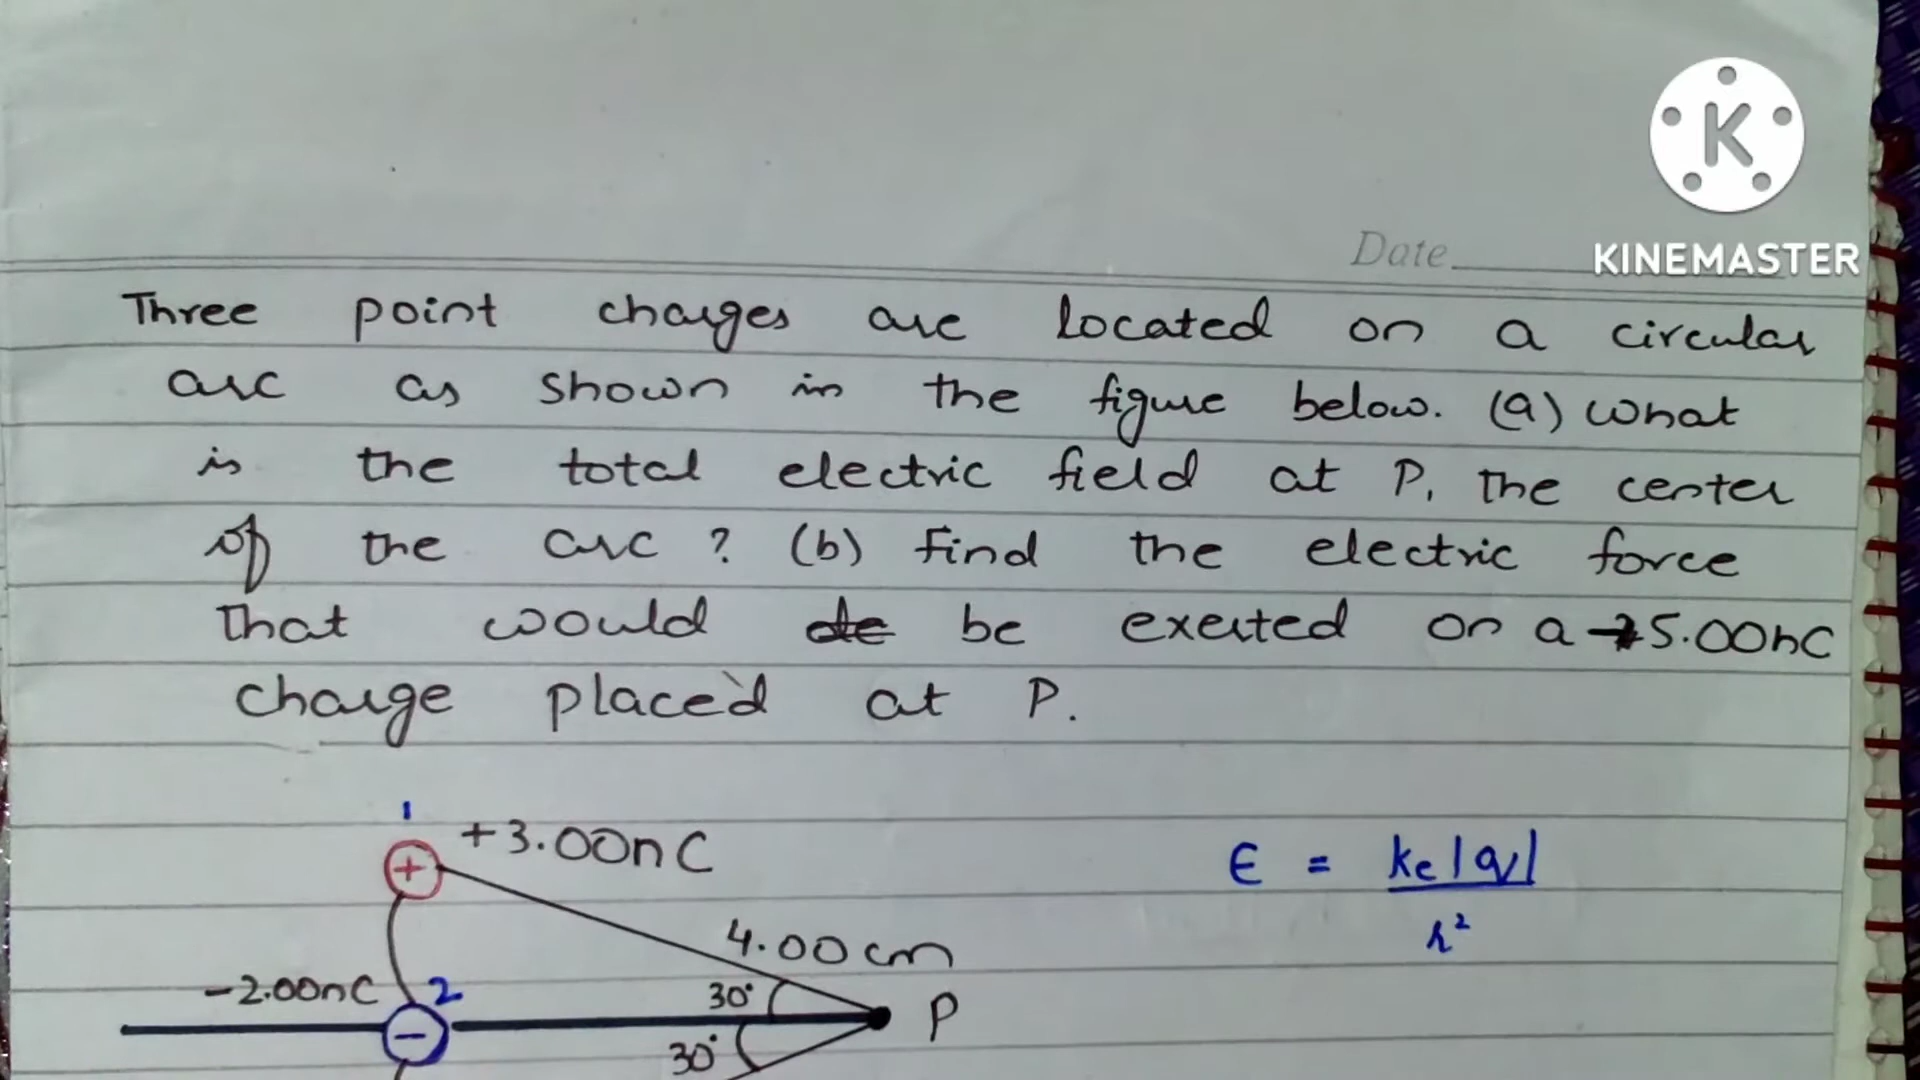 K
KINEMASTER
Date
Three point charges are located on a circular
arc as shown in the figure below. (a) what
is the total electric field at P, the center
of the arc? (b) Find the electric force
that would be exerted on a -5.00nC
charge placed at P.
1
+ +3.00nC
E = ke|q|
r²
4.00cm
-2.00nC 2
30°
P
−
30°